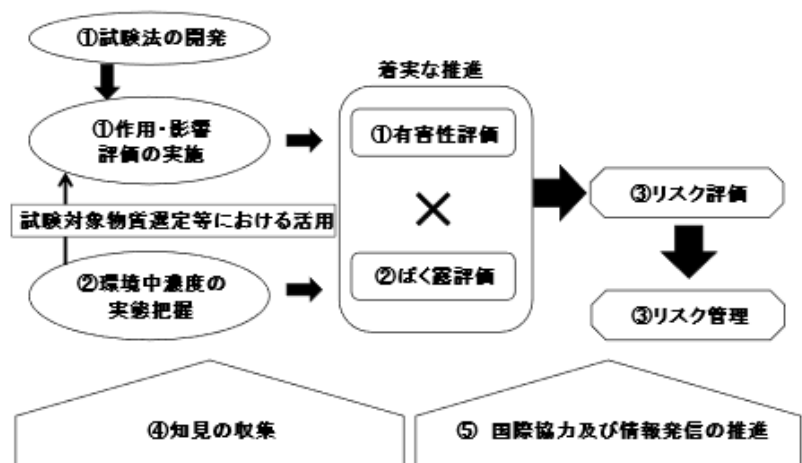 ①試験法の開発
着実な推進
①作用・影響
評価の実施
①有害性評価
③リスク評価
試験対象物質選定等における活用
×
②環境中濃度の
実態把握
②ばく露評価
③リスク管理
④知見の収集
⑤ 国際協力及び情報発信の推進